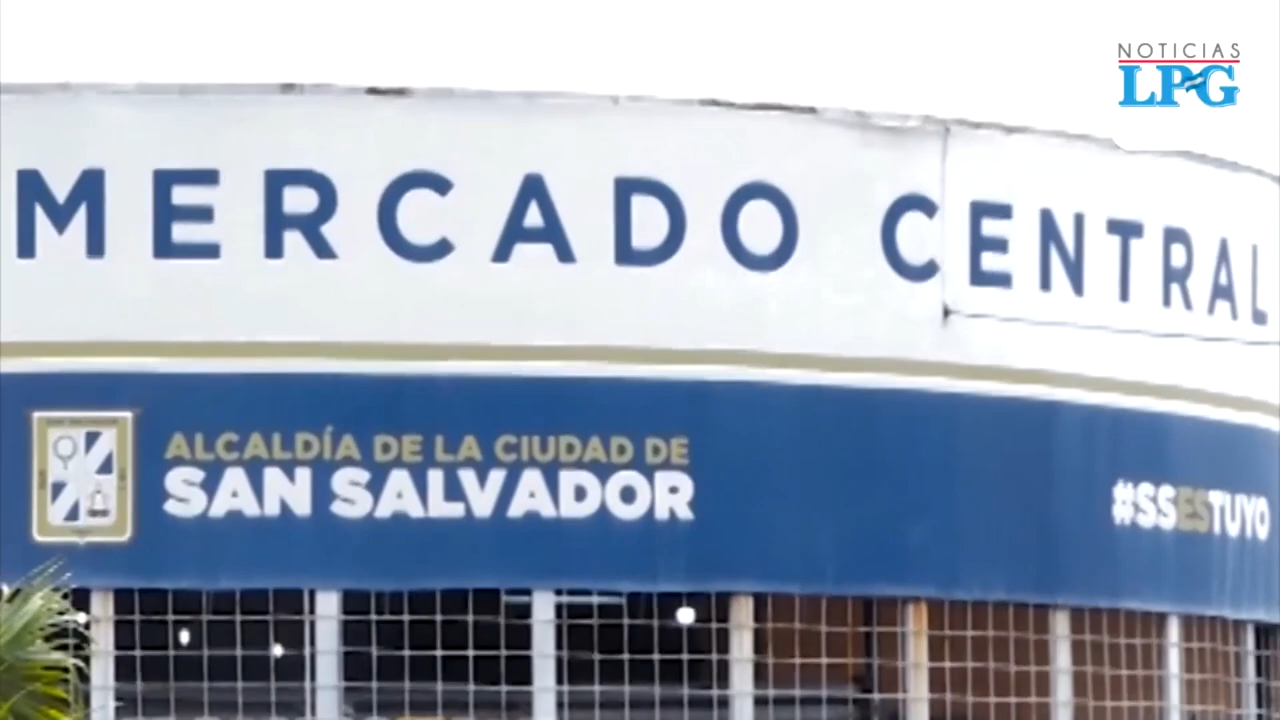 NOTICIAS
LPG
MERCADO CENTRAL
ALCALDÍA DE LA CIUDAD DE
SAN SALVADOR
#SSESTUYO